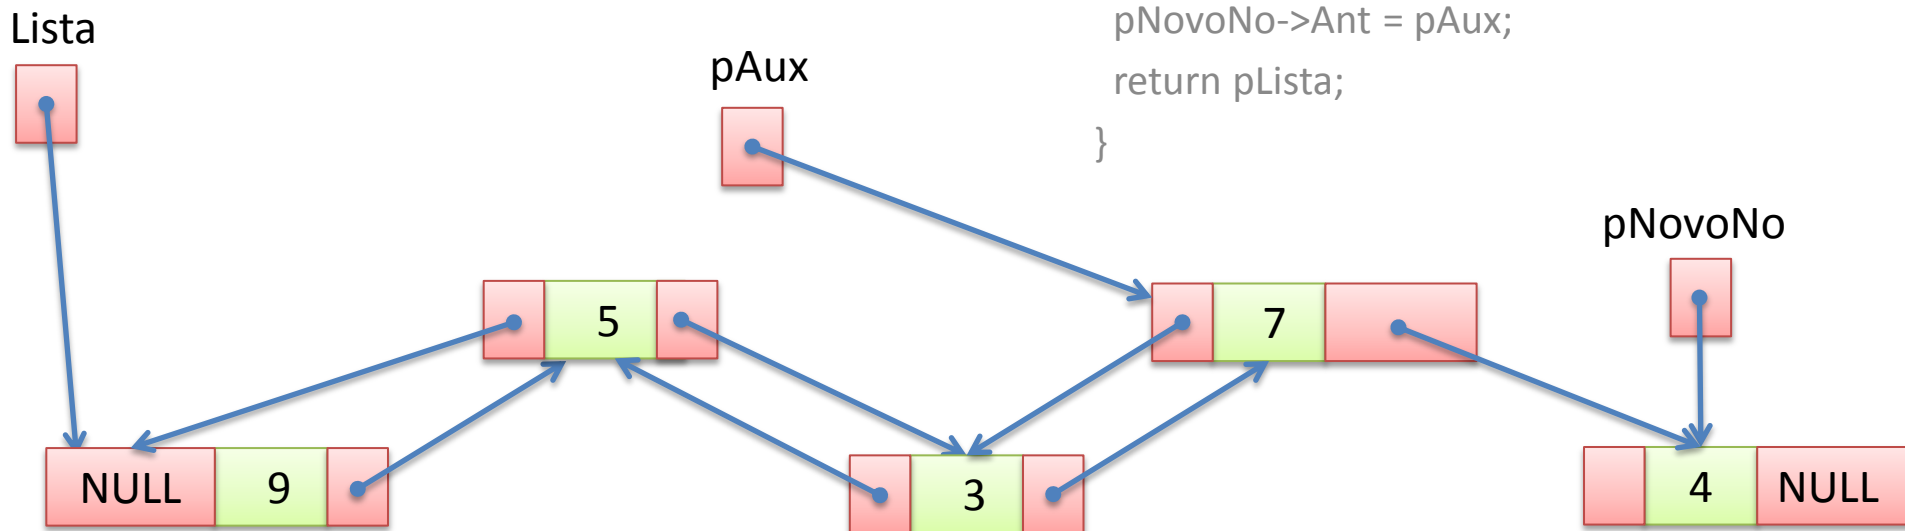 Lista
pAux
pNovoNo->Ant = pAux;
return pLista;
}
pNovoNo
5
7
NULL 9
3
4 NULL